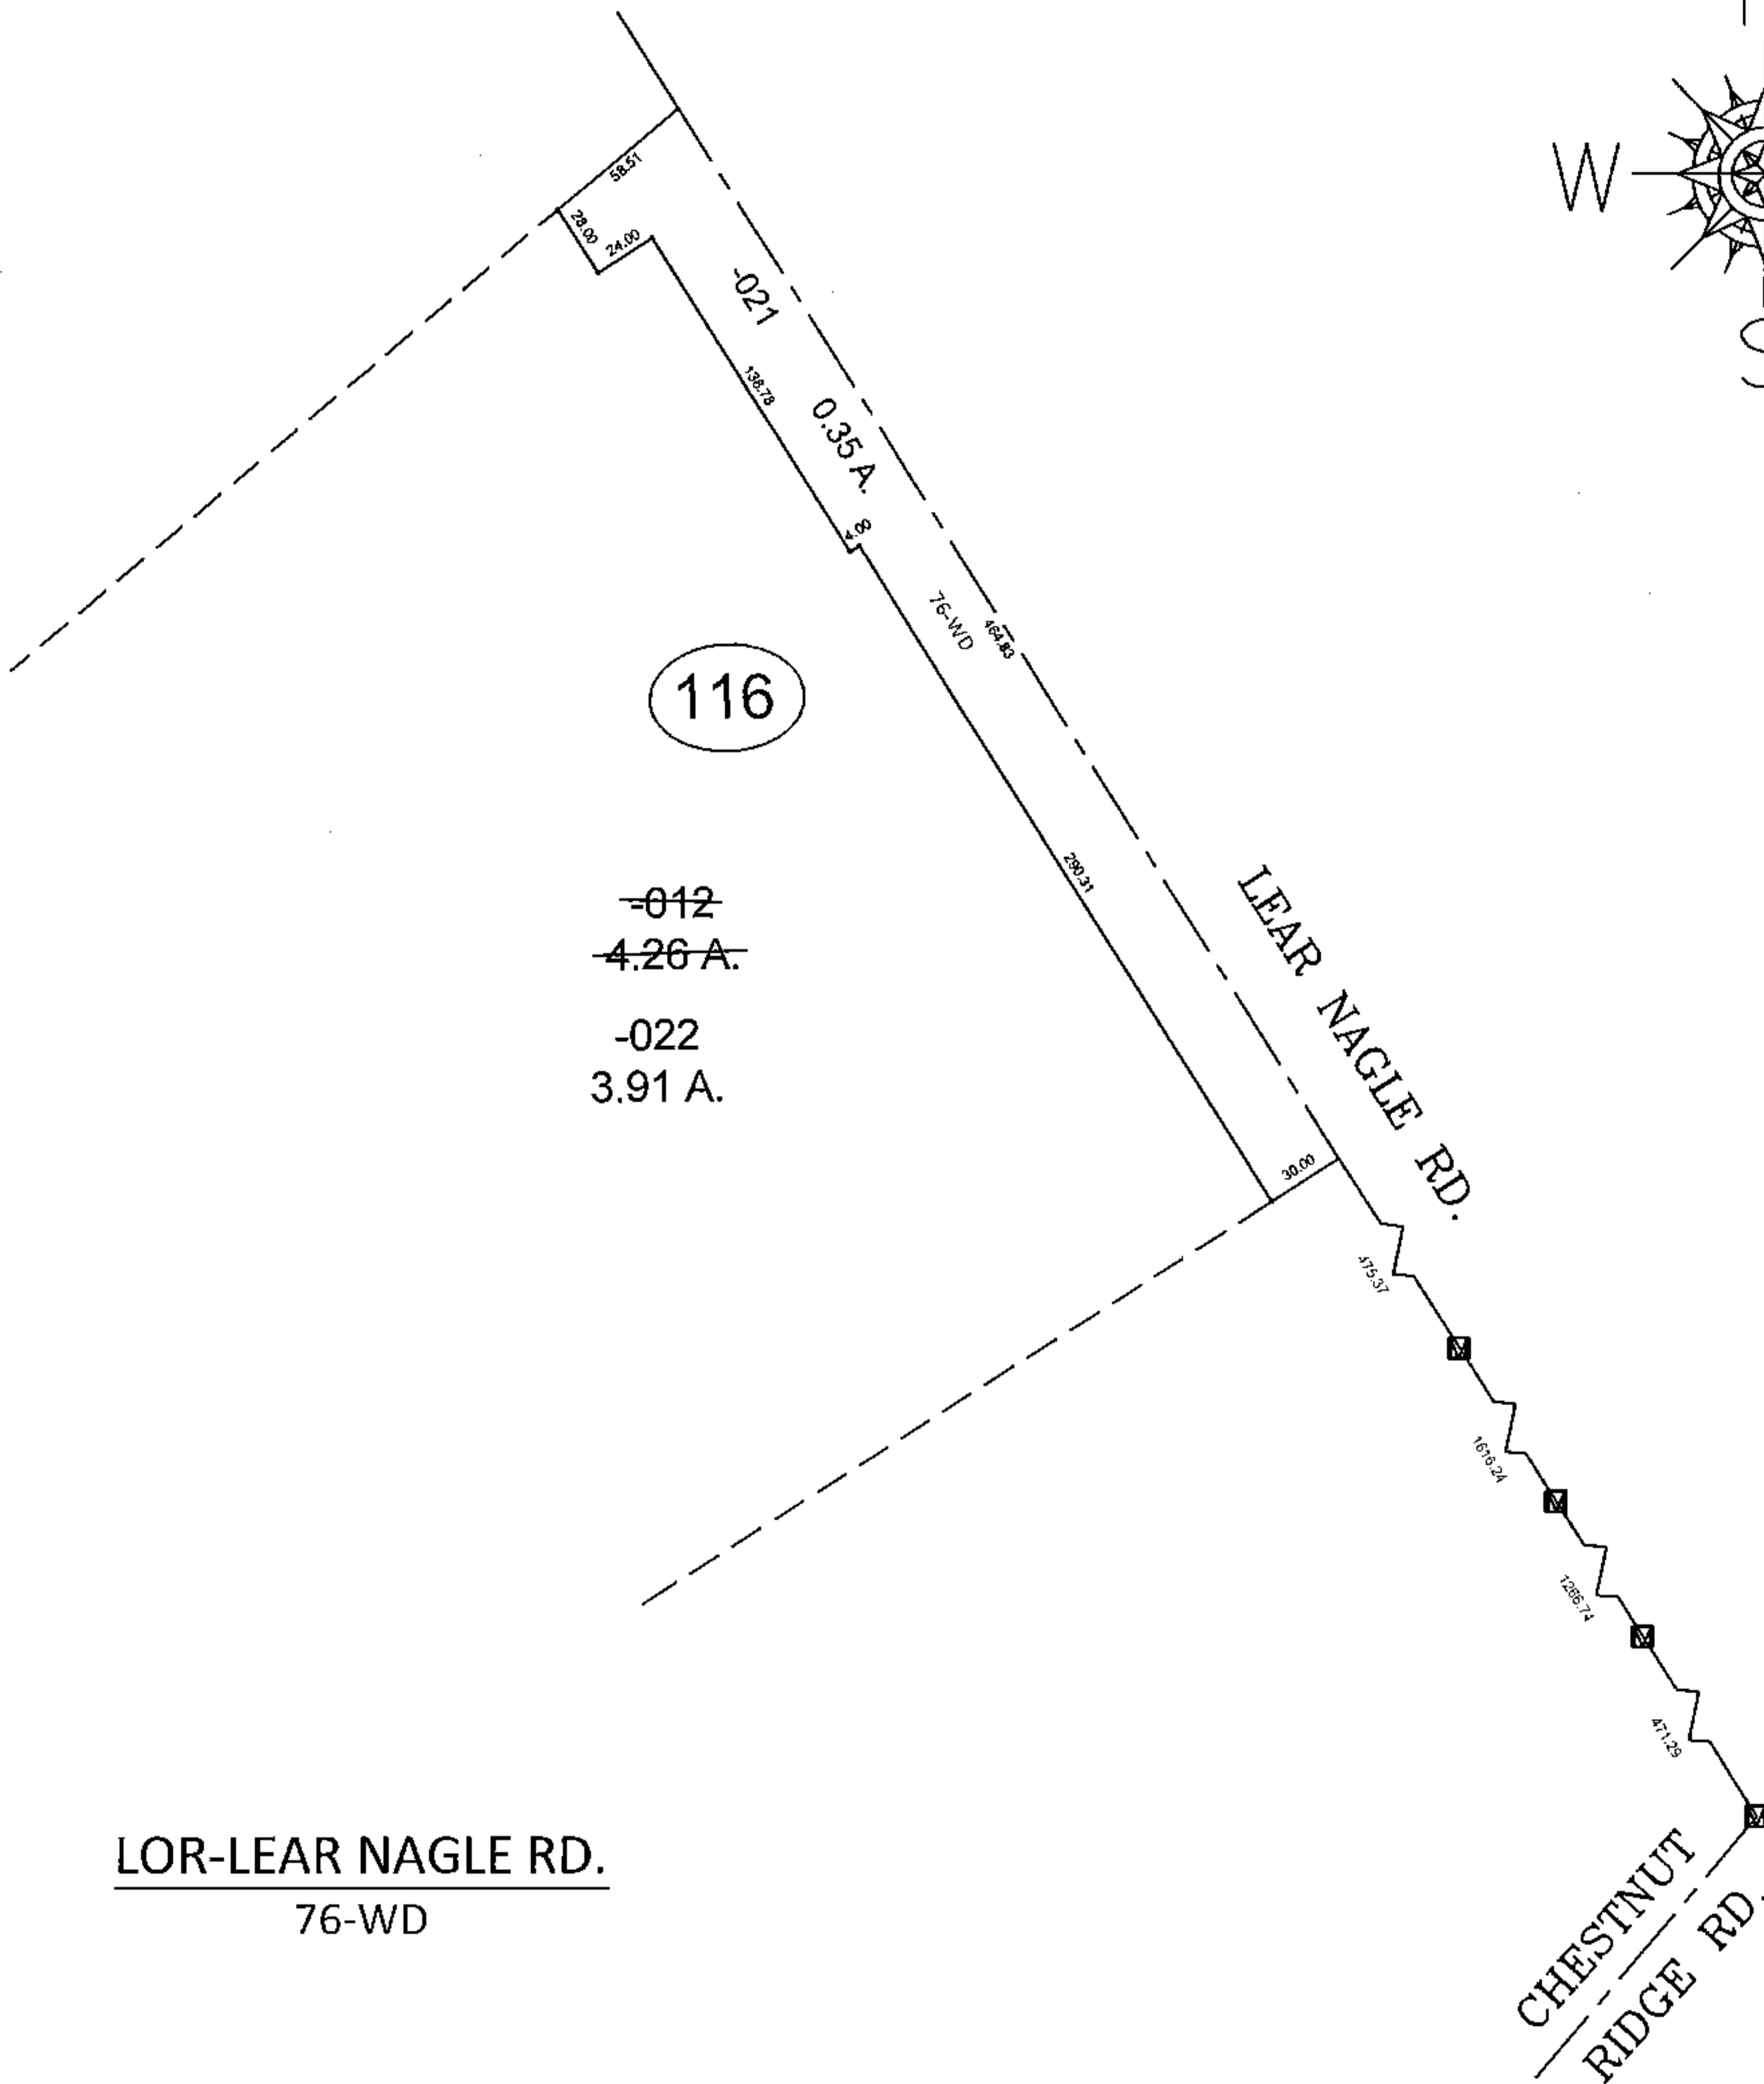 W
58.51
28.00
24.00
-021
138.78
0.35 A.
4.00
76-WD
464.83
116
290.31
-012
4.26 A.
-022
3.91 A.
LEAR NAGLE RD.
30.00
475.37
M
1616.24
M
1266.74
M
471.29
M
CHESTNUT
RIDGE RD.
LOR-LEAR NAGLE RD.
76-WD